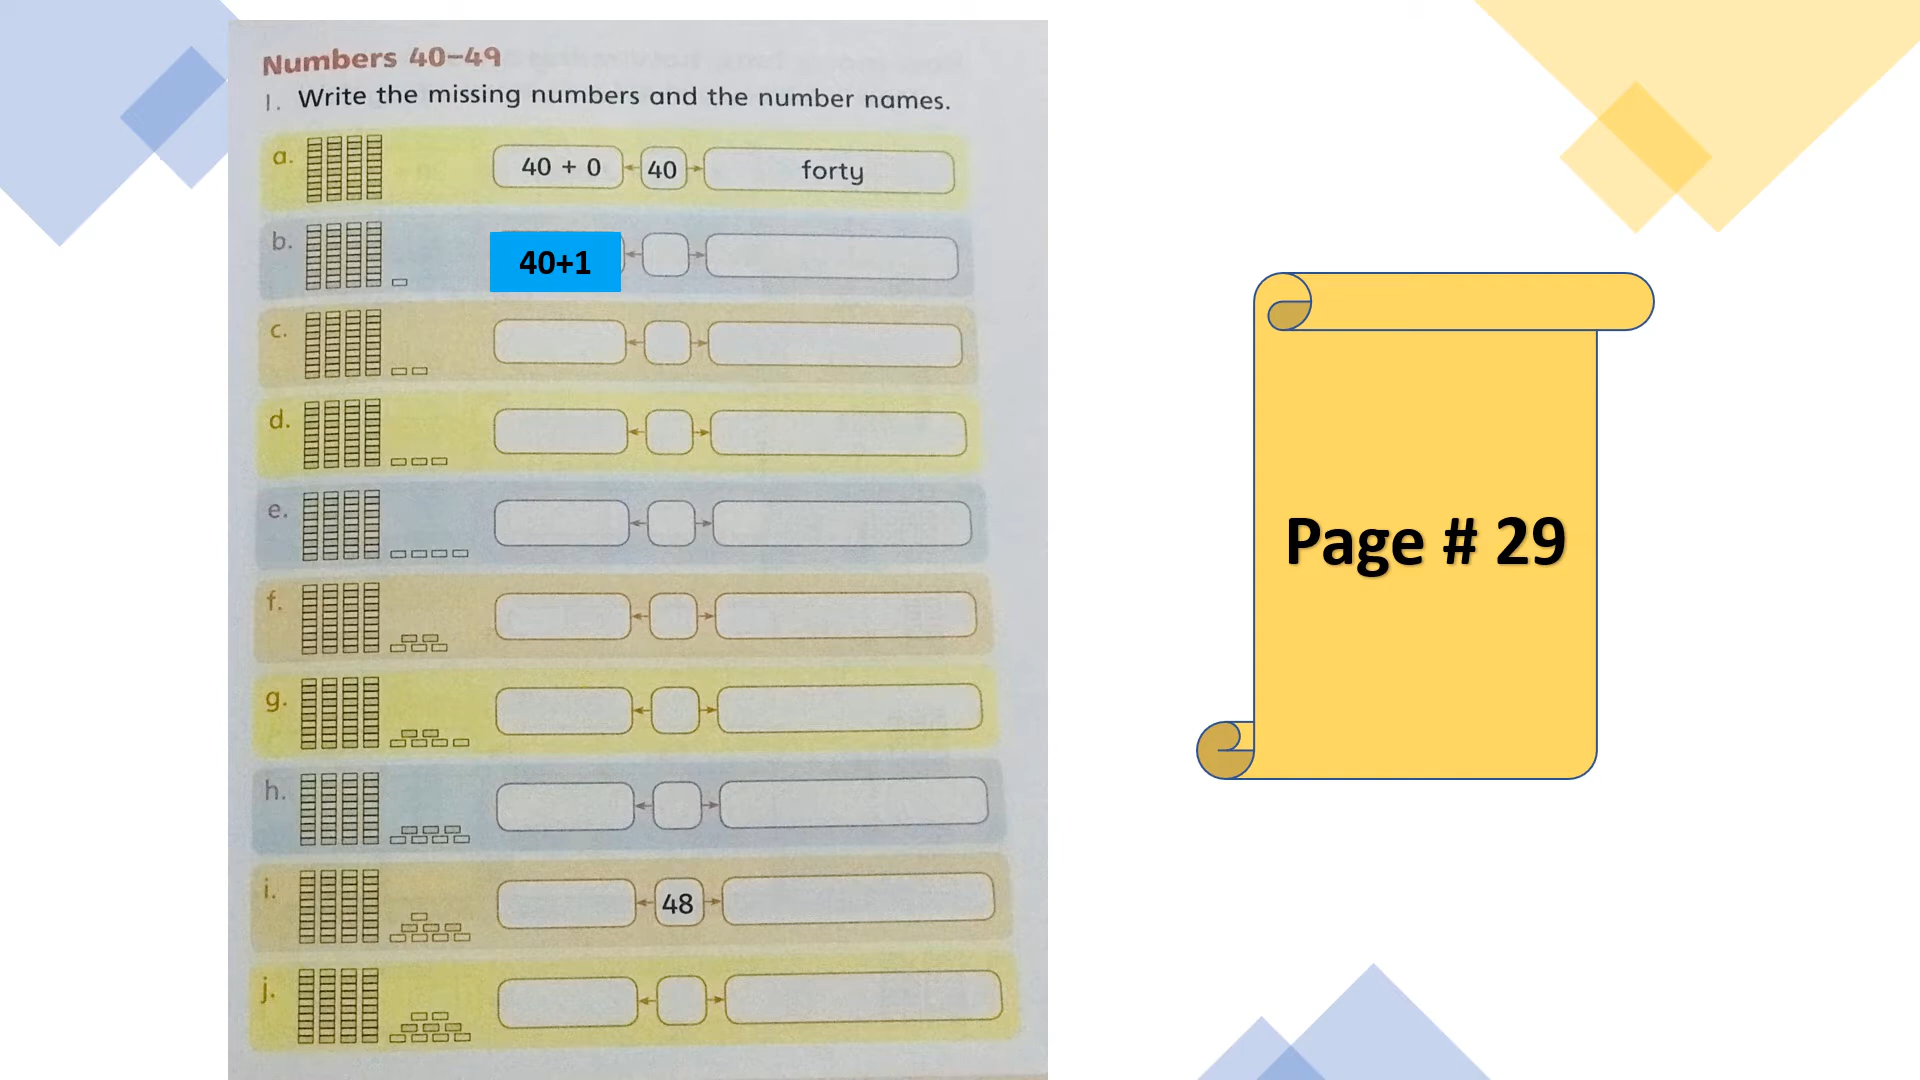 Numbers 40–49
1. Write the missing numbers and the number names.
a. 40 + 0 40 forty
b. 40+1
c.
d.
e.
f.
g.
h.
i. 48
j.
Page # 29